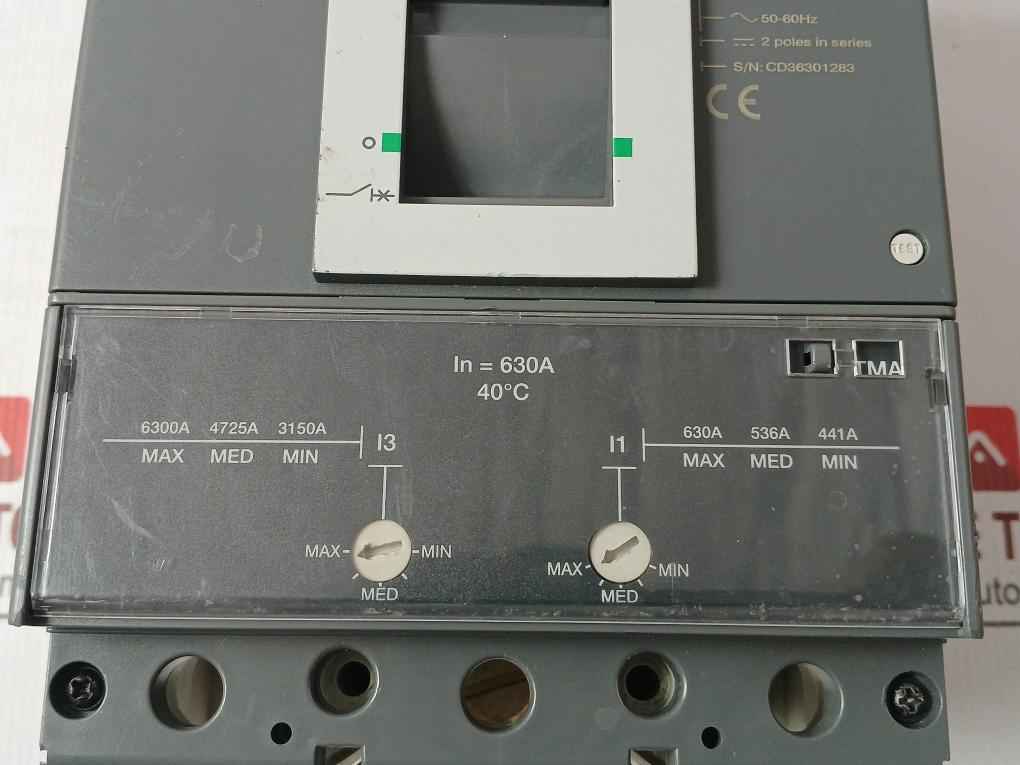 50-60Hz
2 poles in series
S/N: CD36301283
CE
O
TEST
In = 630A
40°C
TMA
6300A 4725A 3150A
MAX MED MIN
I3
I1
630A 536A 441A
MAX MED MIN
MAX MIN
MED
MAX MIN
MED